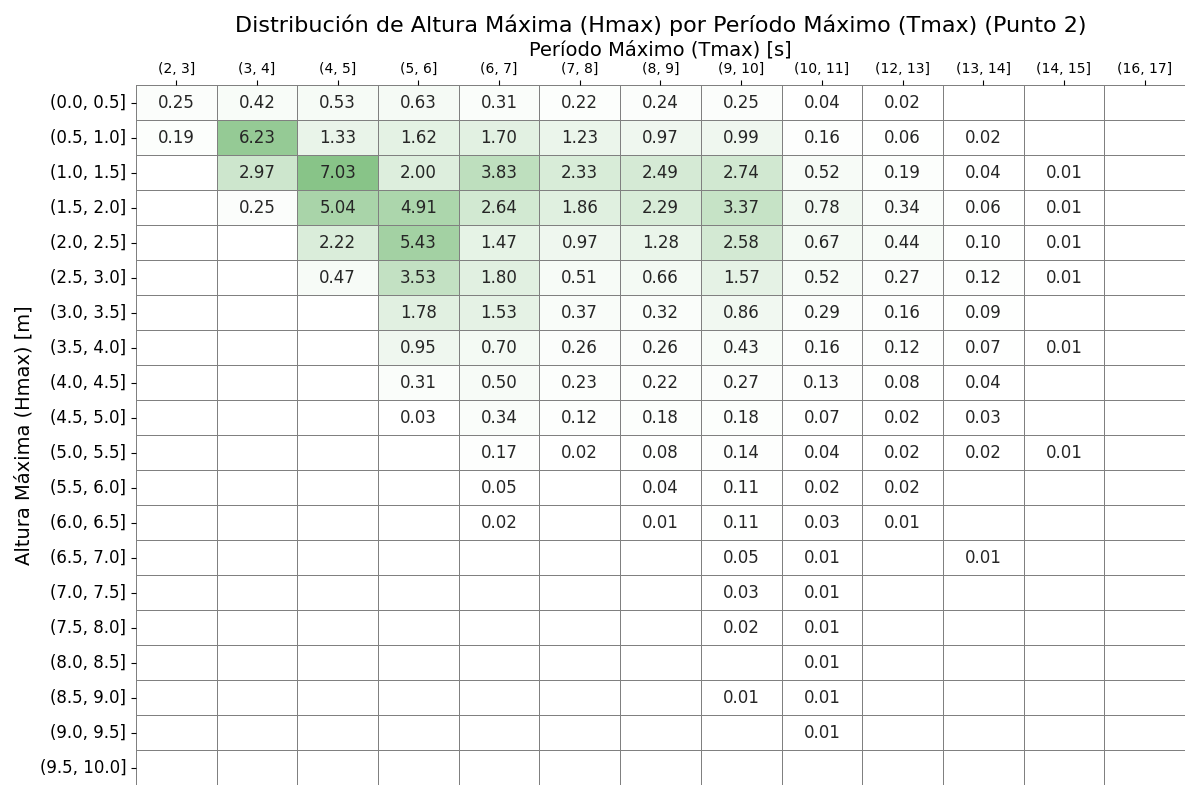 Distribución de Altura Máxima (Hmax) por Período Máximo (Tmax) (Punto 2)
Período Máximo (Tmax) [s]
(2, 3] (3, 4] (4, 5] (5, 6] (6, 7] (7, 8] (8, 9] (9, 10] (10, 11] (12, 13] (13, 14] (14, 15] (16, 17]
Altura Máxima (Hmax) [m]
(0.0, 0.5] 0.25 0.42 0.53 0.63 0.31 0.22 0.24 0.25 0.04 0.02
(0.5, 1.0] 0.19 6.23 1.33 1.62 1.70 1.23 0.97 0.99 0.16 0.06 0.02
(1.0, 1.5] 2.97 7.03 2.00 3.83 2.33 2.49 2.74 0.52 0.19 0.04 0.01
(1.5, 2.0] 0.25 5.04 4.91 2.64 1.86 2.29 3.37 0.78 0.34 0.06 0.01
(2.0, 2.5] 2.22 5.43 1.47 0.97 1.28 2.58 0.67 0.44 0.10 0.01
(2.5, 3.0] 0.47 3.53 1.80 0.51 0.66 1.57 0.52 0.27 0.12 0.01
(3.0, 3.5] 1.78 1.53 0.37 0.32 0.86 0.29 0.16 0.09
(3.5, 4.0] 0.95 0.70 0.26 0.26 0.43 0.16 0.12 0.07 0.01
(4.0, 4.5] 0.31 0.50 0.23 0.22 0.27 0.13 0.08 0.04
(4.5, 5.0] 0.03 0.34 0.12 0.18 0.18 0.07 0.02 0.03
(5.0, 5.5] 0.17 0.02 0.08 0.14 0.04 0.02 0.02 0.01
(5.5, 6.0] 0.05 0.04 0.11 0.02 0.02
(6.0, 6.5] 0.02 0.01 0.11 0.03 0.01
(6.5, 7.0] 0.05 0.01 0.01
(7.0, 7.5] 0.03 0.01
(7.5, 8.0] 0.02 0.01
(8.0, 8.5] 0.01
(8.5, 9.0] 0.01 0.01
(9.0, 9.5] 0.01
(9.5, 10.0]